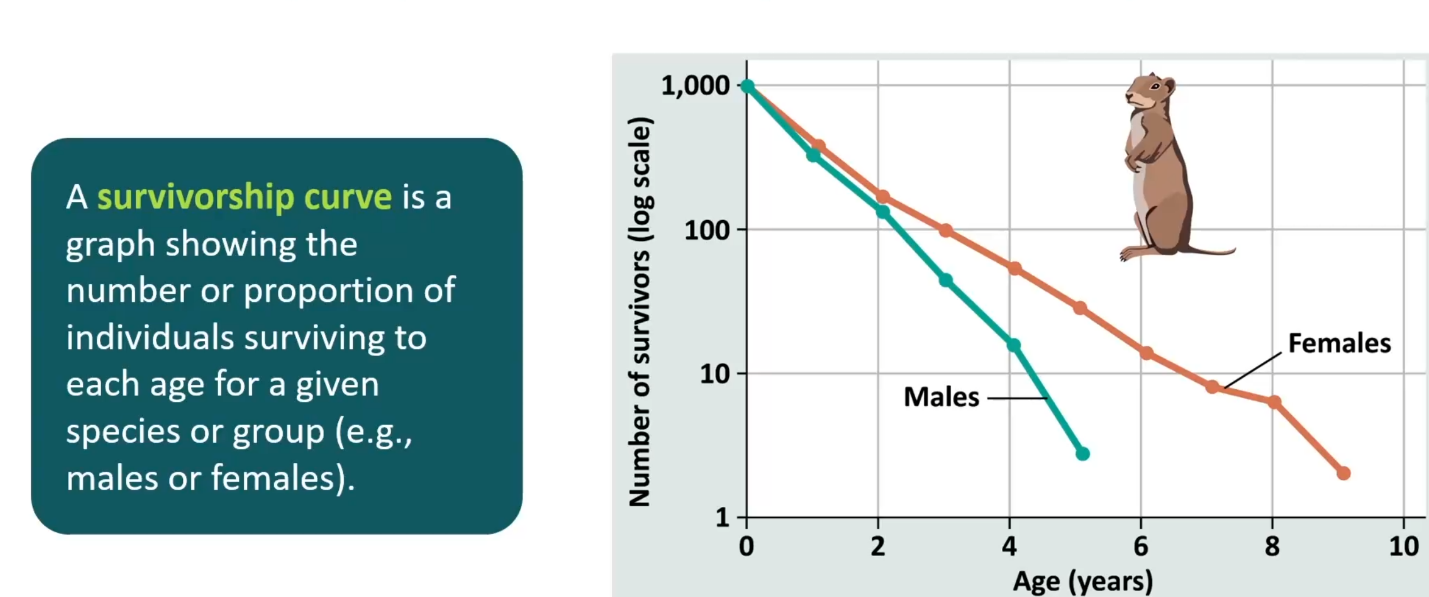 A survivorship curve is a
graph showing the
number or proportion of
individuals surviving to
each age for a given
species or group (e.g.,
males or females).
Number of survivors (log scale)
1,000
100
10
1
Females
Males
0 2 4 6 8 10
Age (years)